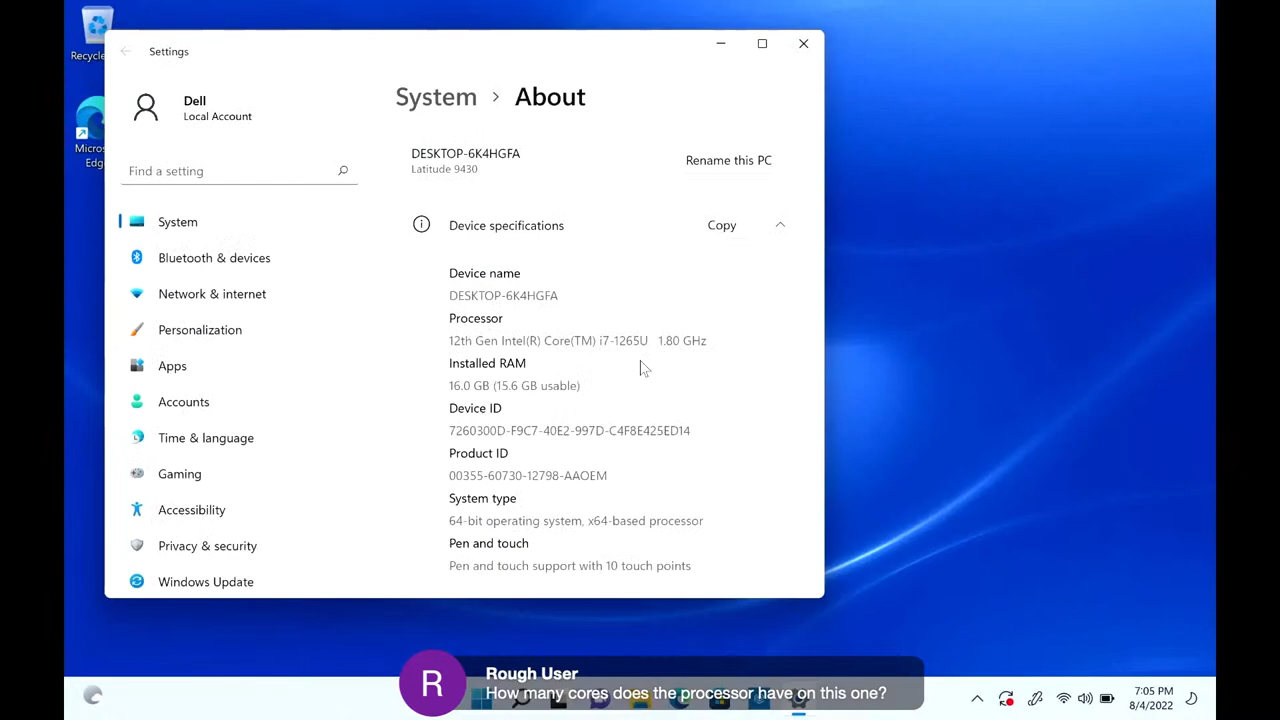 Recycle
Micros
Edg
Settings
Dell
Local Account
Find a setting
System
Bluetooth & devices
Network & internet
Personalization
Apps
Accounts
Time & language
Gaming
Accessibility
Privacy & security
Windows Update
System > About
DESKTOP-6K4HGFA
Latitude 9430
Rename this PC
Device specifications
Copy
Device name
DESKTOP-6K4HGFA
Processor
12th Gen Intel(R) Core(TM) i7-1265U 1.80 GHz
Installed RAM
16.0 GB (15.6 GB usable)
Device ID
7260300D-F9C7-40E2-997D-C4F8E425ED14
Product ID
00355-60730-12798-AAOEM
System type
64-bit operating system, x64-based processor
Pen and touch
Pen and touch support with 10 touch points
R
Rough User
How many cores does the processor have on this one?
7:05 PM
8/4/2022